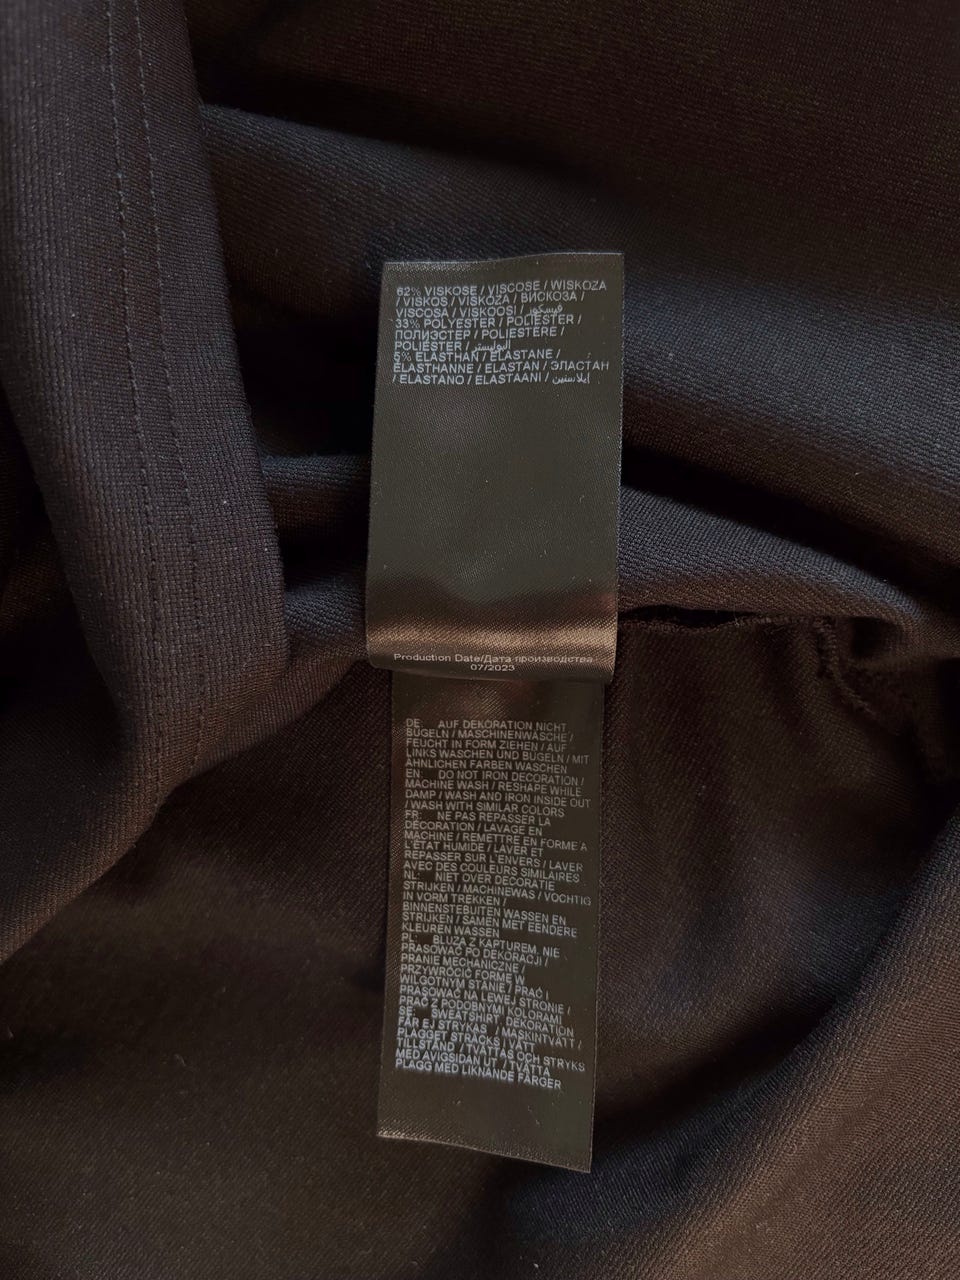 62% VISKOSE / VISCOSE / WISKOZA
/ VISKOS / VISKÓZA / ВИСКОЗА /
VISCOSA / VISKOOSI / فيسكوز
33% POLYESTER / POLIESTER /
ПОЛИЭСТЕР / POLIESTERE /
POLIÉSTER / البوليستر
5% ELASTHAN / ELASTANE /
ÉLASTHANNE / ELASTAN / ЭЛАСТАН
/ ELASTANO / ELASTAANI / إيلاستين
Production Date/Дата производства
07/2023
DE: AUF DEKORATION NICHT
BÜGELN / MASCHINENWÄSCHE /
FEUCHT IN FORM ZIEHEN / AUF
LINKS WASCHEN UND BÜGELN / MIT
ÄHNLICHEN FARBEN WASCHEN
EN: DO NOT IRON DECORATION /
MACHINE WASH / RESHAPE WHILE
DAMP / WASH AND IRON INSIDE OUT
/ WASH WITH SIMILAR COLORS
FR: NE PAS REPASSER LA
DÉCORATION / LAVAGE EN
MACHINE / REMETTRE EN FORME A
L'ÉTAT HUMIDE / LAVER ET
REPASSER SUR L'ENVERS / LAVER
AVEC DES COULEURS SIMILAIRES
NL: NIET OVER DECORATIE
STRIJKEN / MACHINEWAS / VOCHTIG
IN VORM TREKKEN /
BINNENSTEBUITEN WASSEN EN
STRIJKEN / SAMEN MET EENDERE
KLEUREN WASSEN
PL: BLUZA Z KAPTUREM, NIE
PRASOWAĆ PO DEKORACJI /
PRANIE MECHANICZNE /
PRZYWRÓCIĆ FORMĘ W
WILGOTNYM STANIE / PRAĆ I
PRASOWAĆ NA LEWEJ STRONIE /
PRAĆ Z PODOBNYMI KOLORAMI
SE: SWEATSHIRT, DEKORATION
FÅR EJ STRYKAS / MASKINTVÄTT /
PLAGGET STRÄCKS I VÅTT
TILLSTÅND / TVÄTTAS OCH STRYKS
MED AVIGSIDAN UT / TVÄTTA
PLAGG MED LIKNANDE FÄRGER